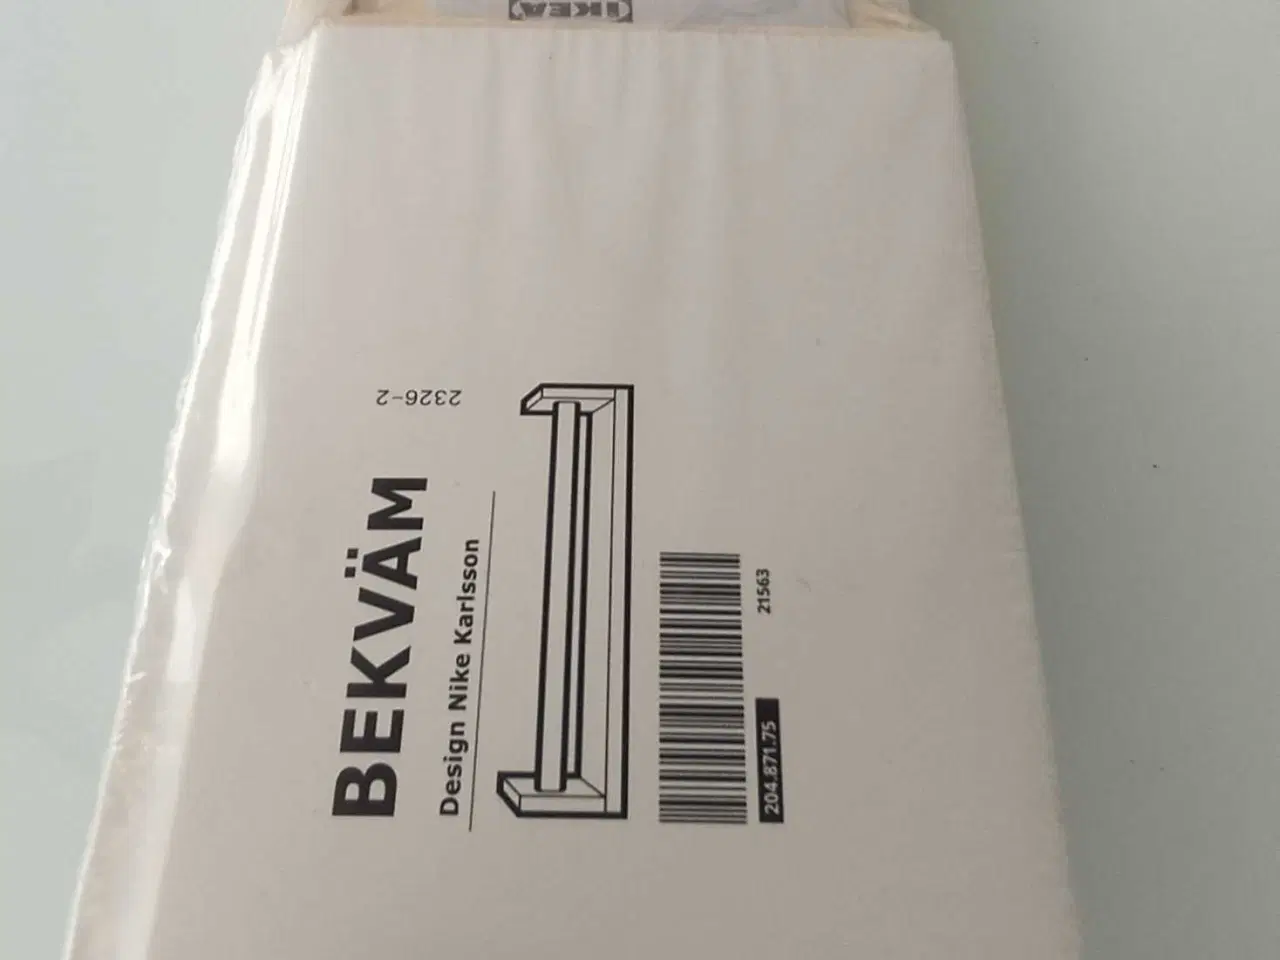 IKEA
BEKVÄM
2326-2
Design Nike Karlsson
204.871.75
21563